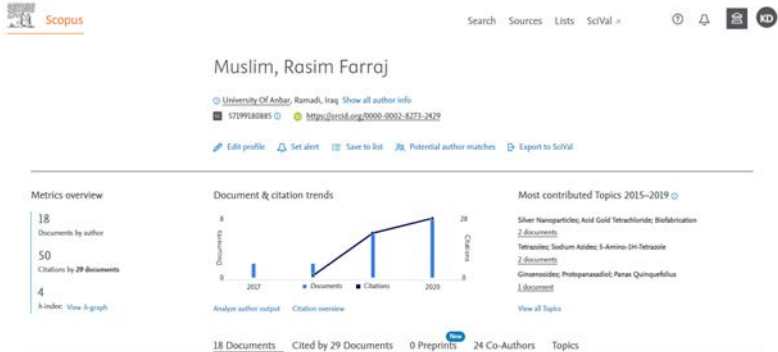 Scopus
Search Sources Lists SciVal ↗
KD
Muslim, Rasim Farraj
University Of Anbar, Ramadi, Iraq Show all author info
57199180885 https://orcid.org/0000-0002-8273-2429
Edit profile Set alert Save to list Potential author matches Export to SciVal
Metrics overview
18
Documents by author
50
Citations by 29 documents
4
h-index: View h-graph
Document & citation trends
8
28
Documents
Citations
0
0
2017
2020
Documents Citations
Analyze author output Citation overview
Most contributed Topics 2015–2019
Silver Nanoparticles; Acid Gold Tetrachloride; Biofabrication
2 documents
Tetrazoles; Sodium Azides; 5-Amino-1H-Tetrazole
2 documents
Ginsenosides; Protopanaxadiol; Panax Quinquefolius
1 document
View all Topics
New
18 Documents Cited by 29 Documents 0 Preprints 24 Co-Authors Topics